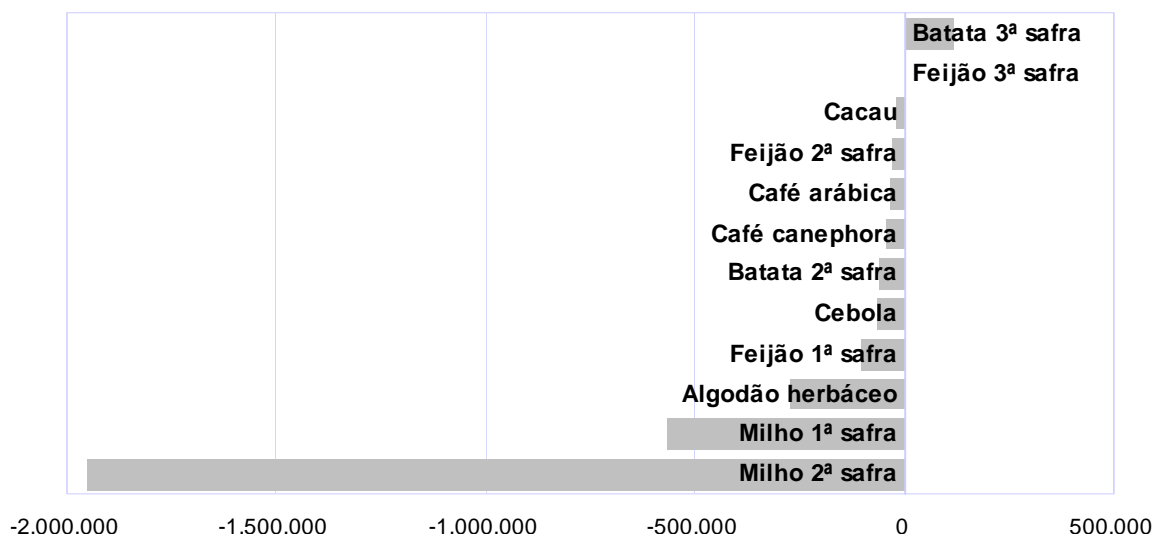 Batata 3ª safra
Feijão 3ª safra
Cacau
Feijão 2ª safra
Café arábica
Café canephora
Batata 2ª safra
Cebola
Feijão 1ª safra
Algodão herbáceo
Milho 1ª safra
Milho 2ª safra
-2.000.000 -1.500.000 -1.000.000 -500.000 0 500.000